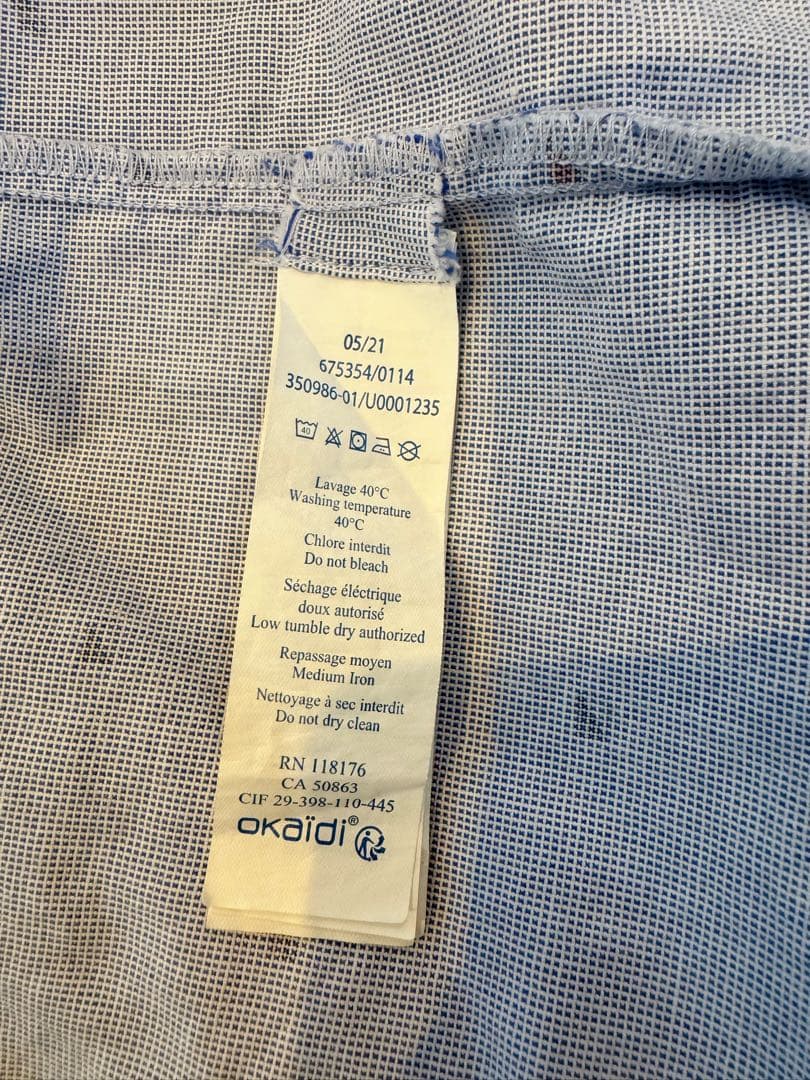 05/21
675354/0114
350986-01/U0001235
40
Lavage 40°C
Washing temperature
40°C
Chlore interdit
Do not bleach
Séchage éléctrique
doux autorisé
Low tumble dry authorized
Repassage moyen
Medium Iron
Nettoyage à sec interdit
Do not dry clean
RN 118176
CA 50863
CIF 29-398-110-445
okaïdi®